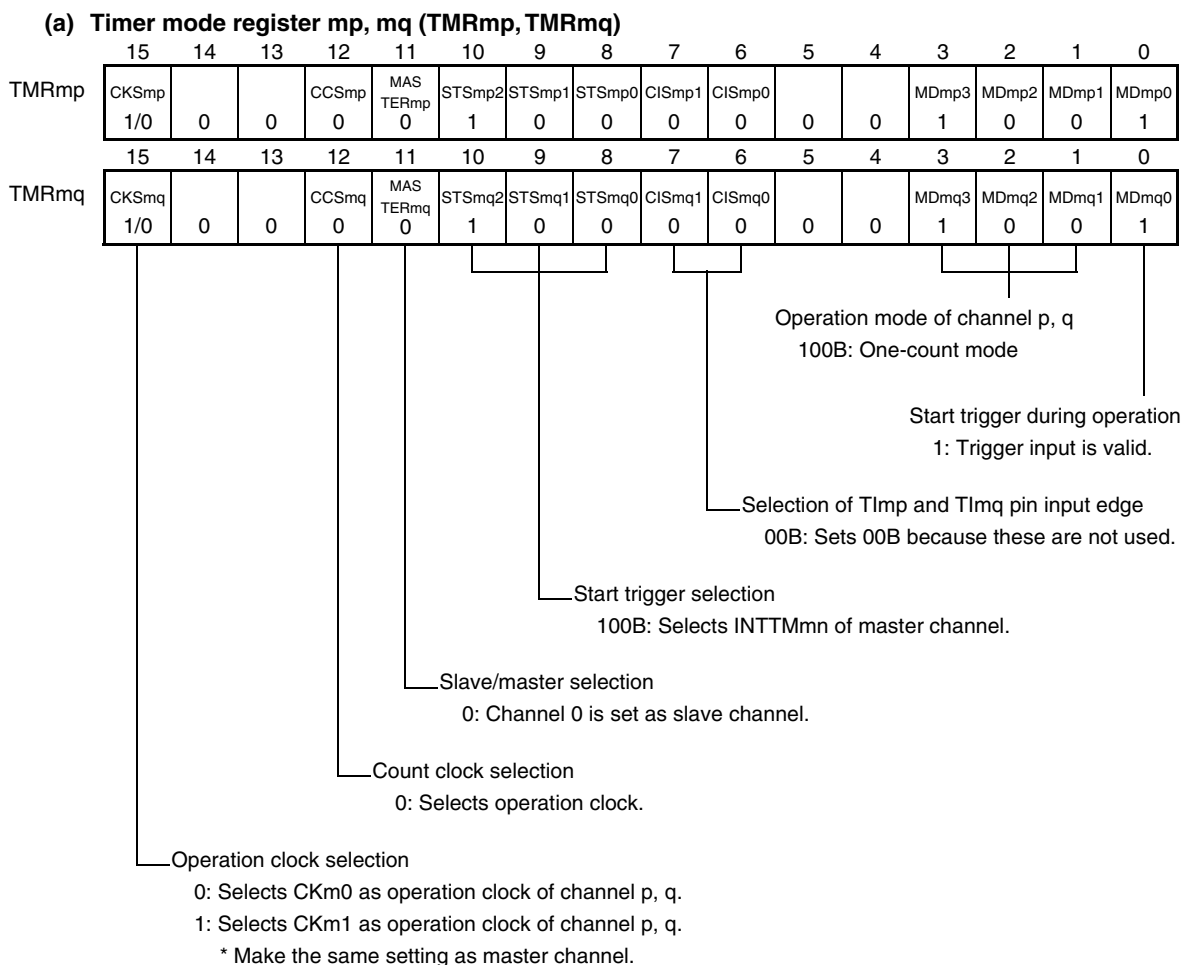 (a) Timer mode register mp, mq (TMRmp, TMRmq)
15 14 13 12 11 10 9 8 7 6 5 4 3 2 1 0
TMRmp CKSmp CCSmp MAS TERmp STSmp2 STSmp1 STSmp0 CISmp1 CISmp0 MDmp3 MDmp2 MDmp1 MDmp0
1/0 0 0 0 0 1 0 0 0 0 0 0 1 0 0 1
15 14 13 12 11 10 9 8 7 6 5 4 3 2 1 0
TMRmq CKSmq CCSmq MAS TERmq STSmq2 STSmq1 STSmq0 CISmq1 CISmq0 MDmq3 MDmq2 MDmq1 MDmq0
1/0 0 0 0 0 1 0 0 0 0 0 0 1 0 0 1
Operation mode of channel p, q
100B: One-count mode
Start trigger during operation
1: Trigger input is valid.
Selection of TImp and TImq pin input edge
00B: Sets 00B because these are not used.
Start trigger selection
100B: Selects INTTMmn of master channel.
Slave/master selection
0: Channel 0 is set as slave channel.
Count clock selection
0: Selects operation clock.
Operation clock selection
0: Selects CKm0 as operation clock of channel p, q.
1: Selects CKm1 as operation clock of channel p, q.
* Make the same setting as master channel.